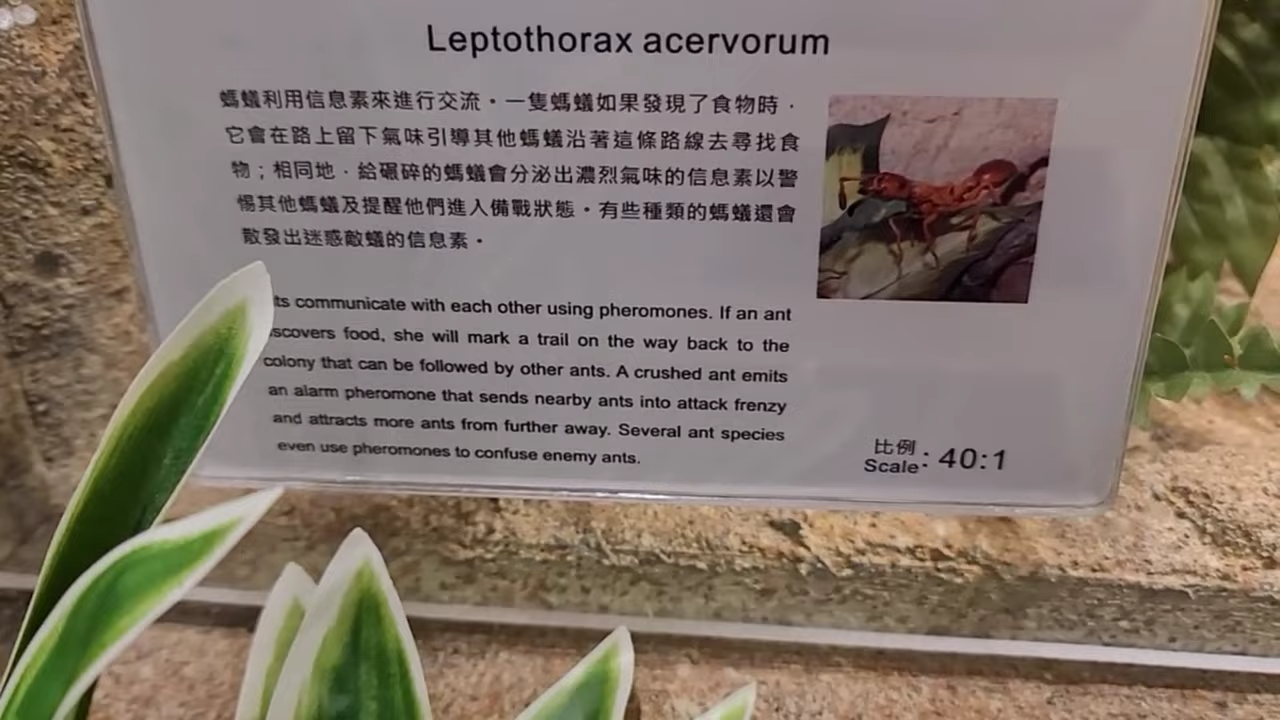 Leptothorax acervorum
螞蟻利用信息素來進行交流。一隻螞蟻如果發現了食物時，
它會在路上留下氣味引導其他螞蟻沿著這條路線去尋找食
物；相同地，給碾碎的螞蟻會分泌出濃烈氣味的信息素以警
惕其他螞蟻及提醒他們進入備戰狀態。有些種類的螞蟻還會
散發出迷惑敵蟻的信息素。
ts communicate with each other using pheromones. If an ant
scovers food, she will mark a trail on the way back to the
colony that can be followed by other ants. A crushed ant emits
an alarm pheromone that sends nearby ants into attack frenzy
and attracts more ants from further away. Several ant species
even use pheromones to confuse enemy ants.
比例
Scale: 40:1